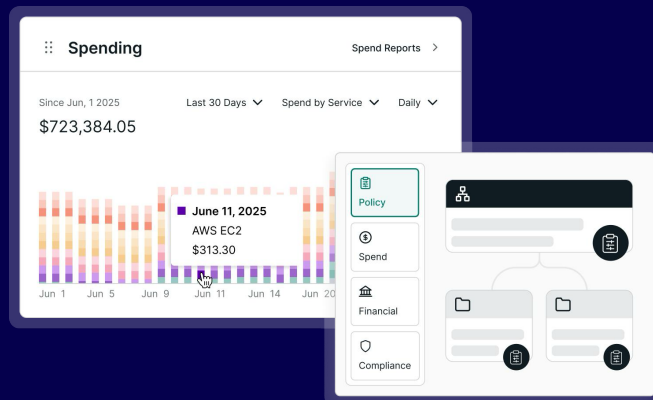 Spending
Spend Reports
Since Jun, 1 2025
Last 30 Days
Spend by Service
Daily
$723,384.05
June 11, 2025
AWS EC2
$313.30
Jun 1
Jun 5
Jun 9
Jun 11
Jun 14
Jun 20
Policy
Spend
Financial
Compliance